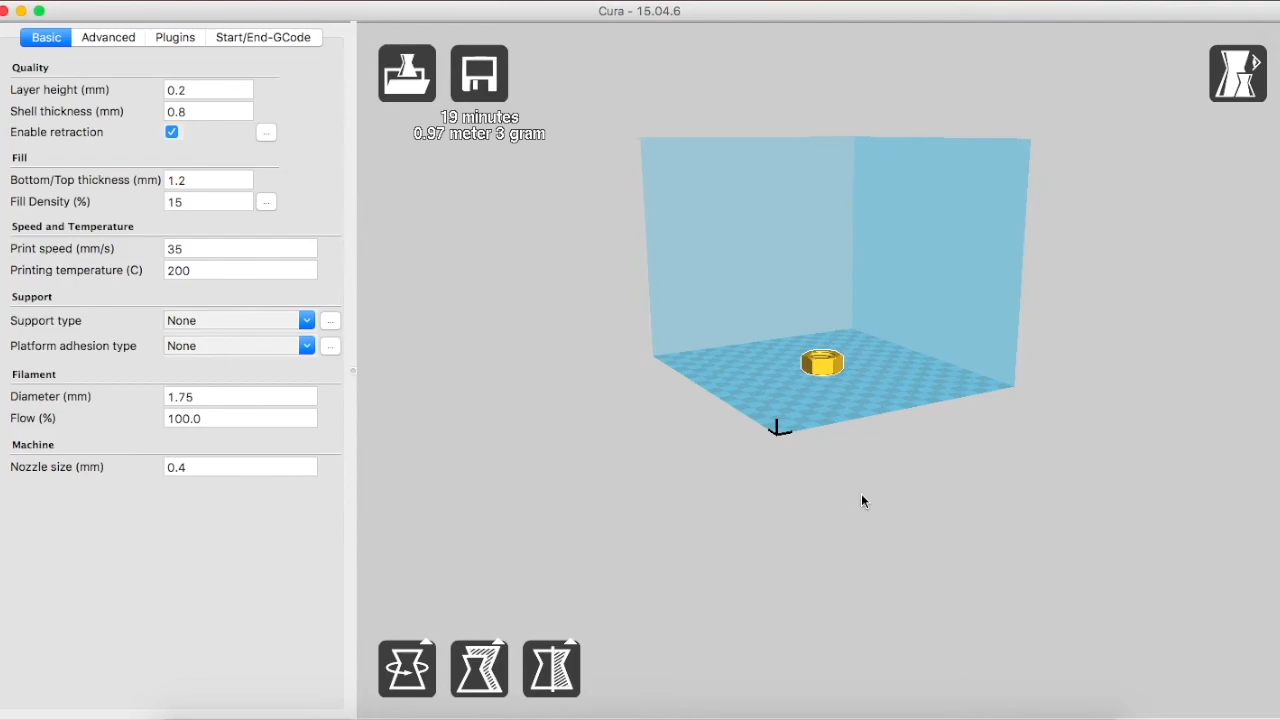 Cura - 15.04.6
Basic Advanced Plugins Start/End-GCode
Quality
Layer height (mm) 0.2
Shell thickness (mm) 0.8
Enable retraction ...
Fill
Bottom/Top thickness (mm) 1.2
Fill Density (%) 15 ...
Speed and Temperature
Print speed (mm/s) 35
Printing temperature (C) 200
Support
Support type None ...
Platform adhesion type None ...
Filament
Diameter (mm) 1.75
Flow (%) 100.0
Machine
Nozzle size (mm) 0.4
19 minutes
0.97 meter 3 gram